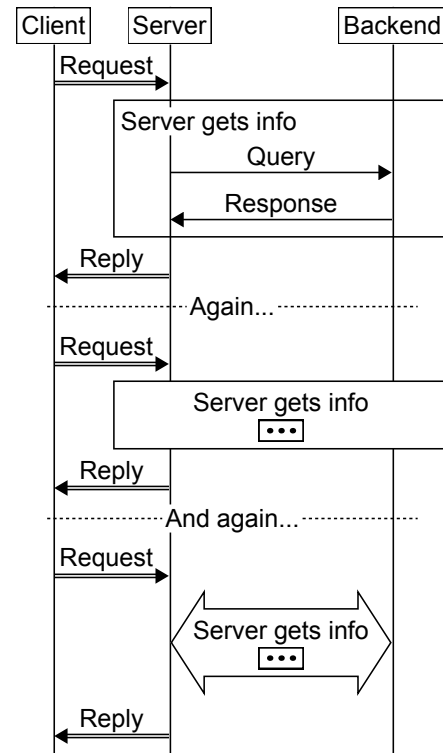 Client Server Backend
Request
Server gets info
Query
Response
Reply
Again...
Request
Server gets info
Reply
And again...
Request
Server gets info
Reply